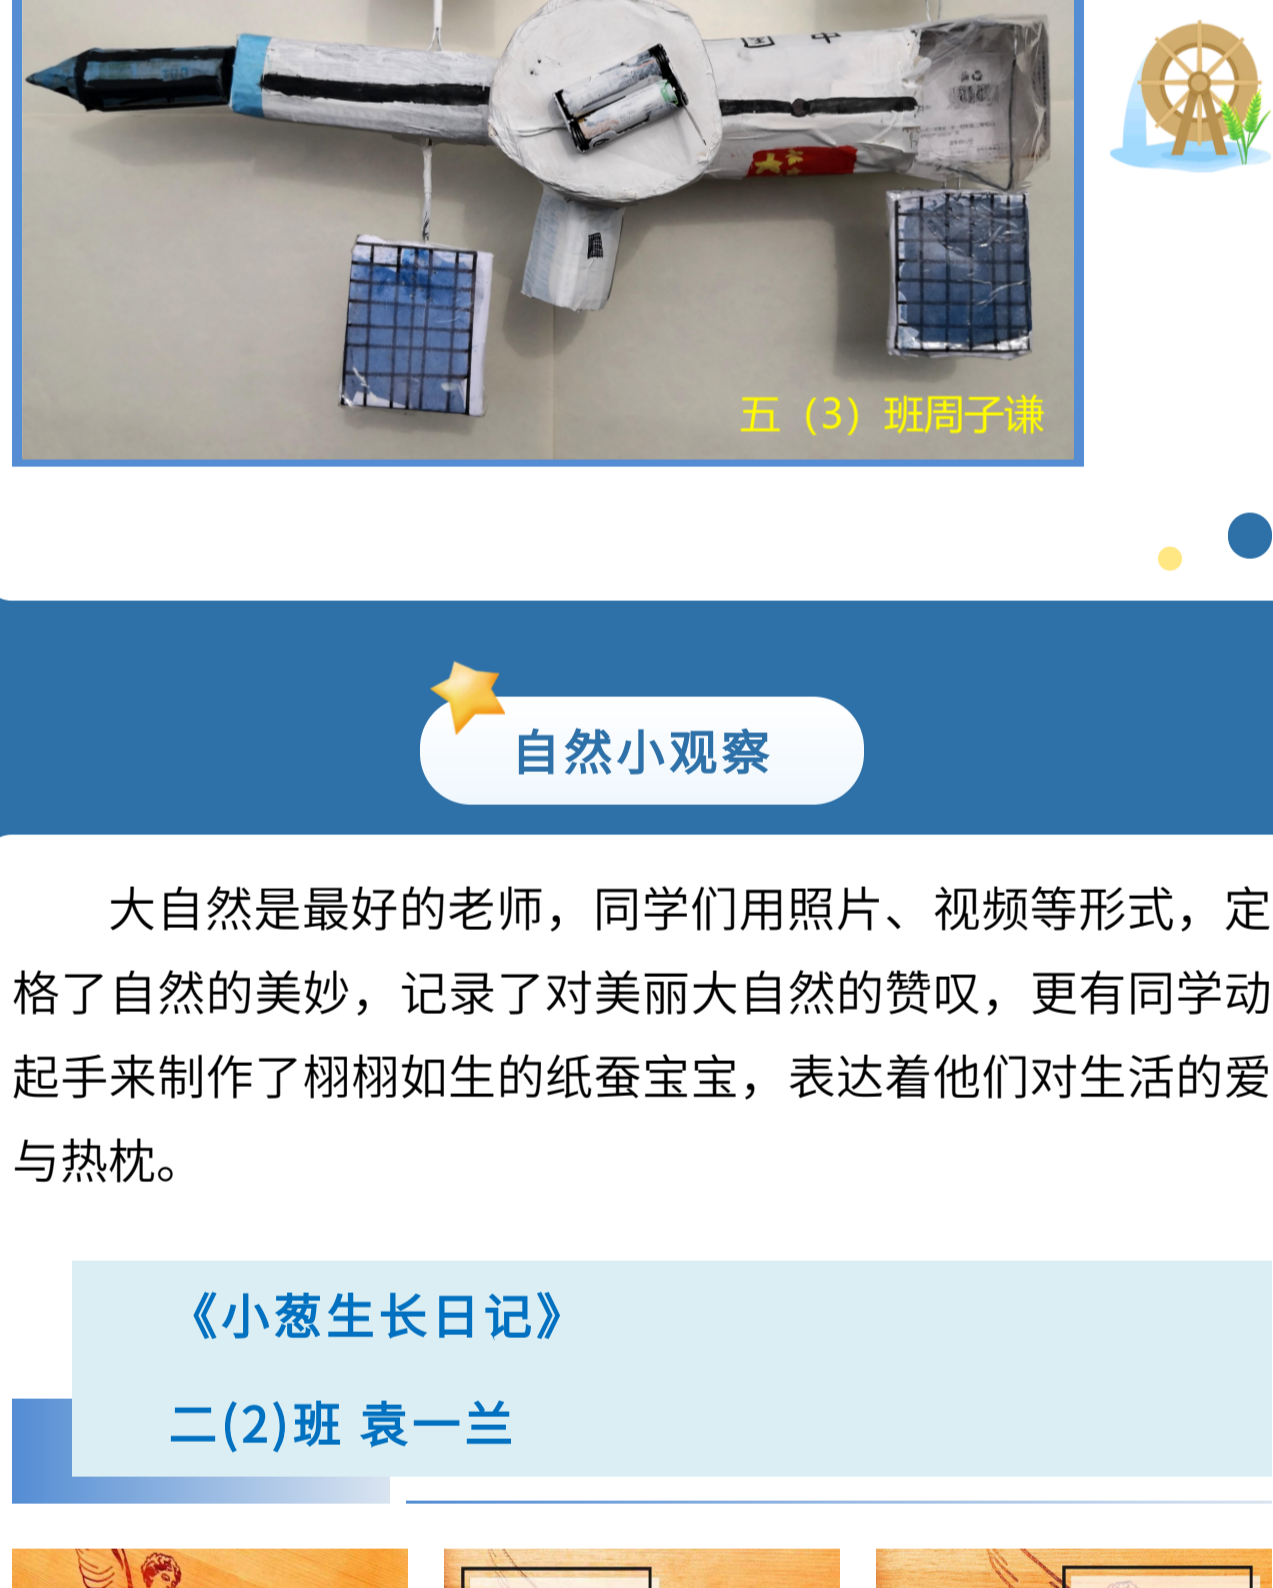 中国
五（3）班周子谦
自然小观察
大自然是最好的老师，同学们用照片、视频等形式，定
格了自然的美妙，记录了对美丽大自然的赞叹，更有同学动
起手来制作了栩栩如生的纸蚕宝宝，表达着他们对生活的爱
与热枕。
《小葱生长日记》
二(2)班 袁一兰